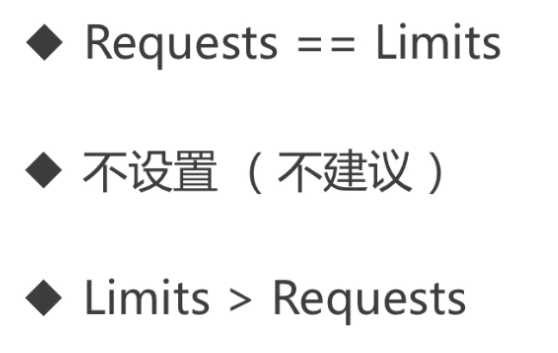 ◆ Requests == Limits
◆ 不设置（不建议）
◆ Limits > Requests